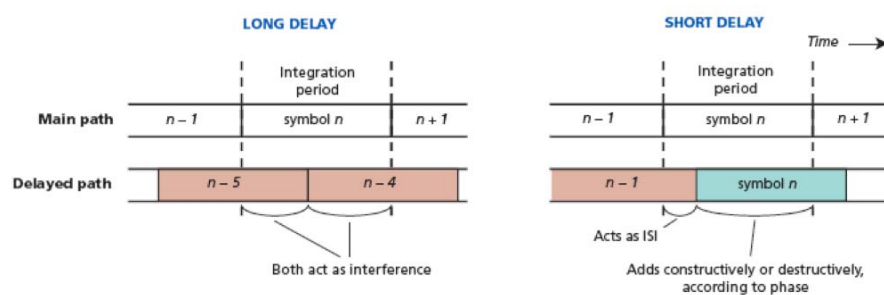 LONG DELAY
SHORT DELAY
Time
Integration
period
Integration
period
Main path
n – 1
symbol n
n + 1
n – 1
symbol n
n + 1
Delayed path
n – 5
n – 4
n – 1
symbol n
Both act as interference
Acts as ISI
Adds constructively or destructively,
according to phase